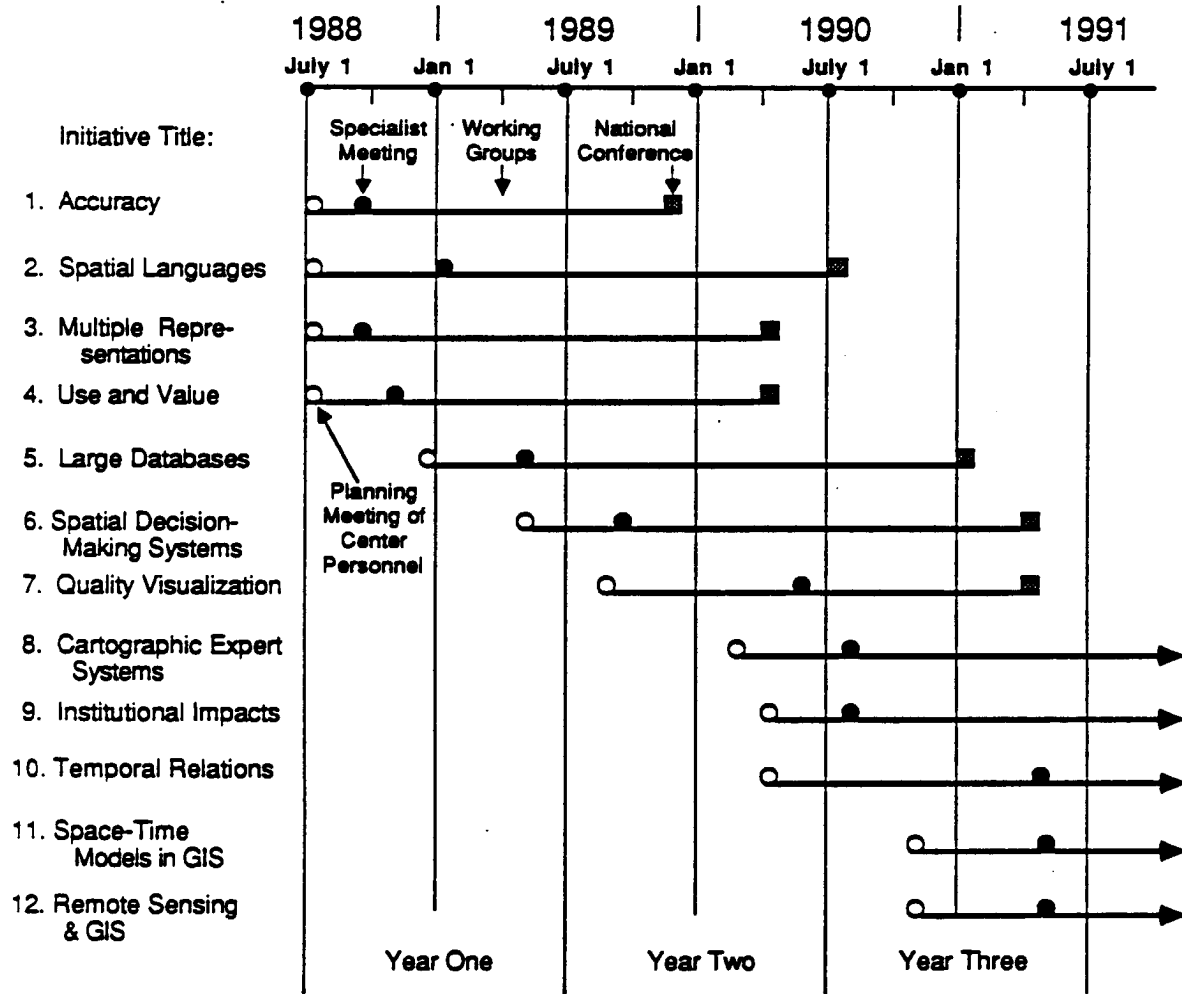 1988 | 1989 | 1990 | 1991
July 1 Jan 1 July 1 Jan 1 July 1 Jan 1 July 1
Initiative Title:
Specialist
Meeting
Working
Groups
National
Conference
1. Accuracy
2. Spatial Languages
3. Multiple Repre-
sentations
4. Use and Value
5. Large Databases
Planning
Meeting of
Center
Personnel
6. Spatial Decision-
Making Systems
7. Quality Visualization
8. Cartographic Expert
Systems
9. Institutional Impacts
10. Temporal Relations
11. Space-Time
Models in GIS
12. Remote Sensing
& GIS
Year One Year Two Year Three